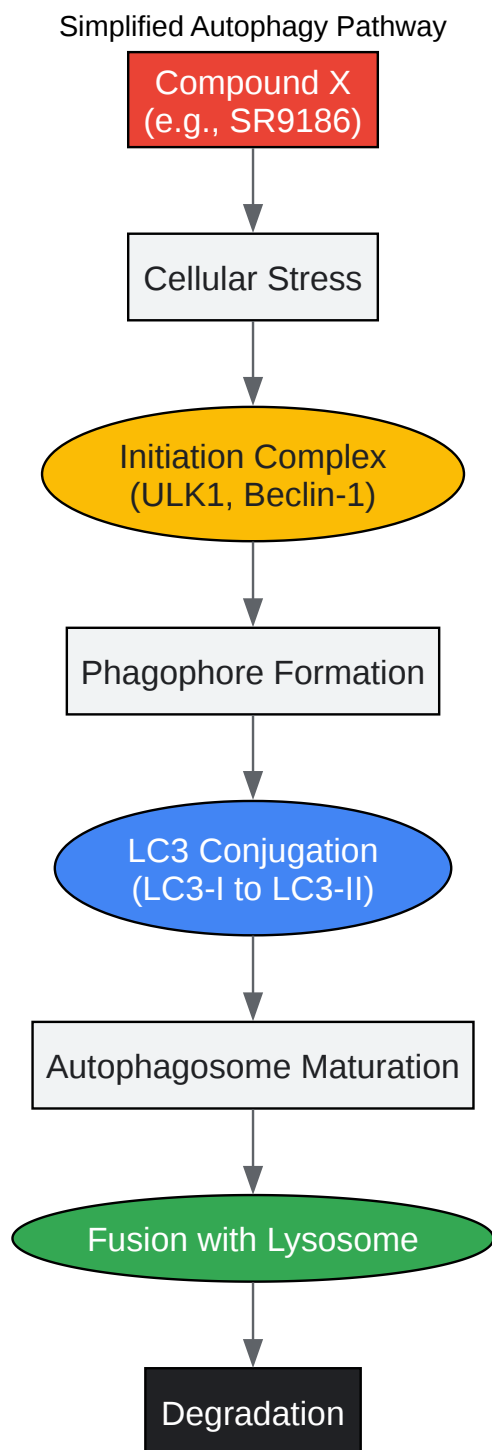 Simplified Autophagy Pathway
Compound X
(e.g., SR9186)
Cellular Stress
Initiation Complex
(ULK1, Beclin-1)
Phagophore Formation
LC3 Conjugation
(LC3-I to LC3-II)
Autophagosome Maturation
Fusion with Lysosome
Degradation